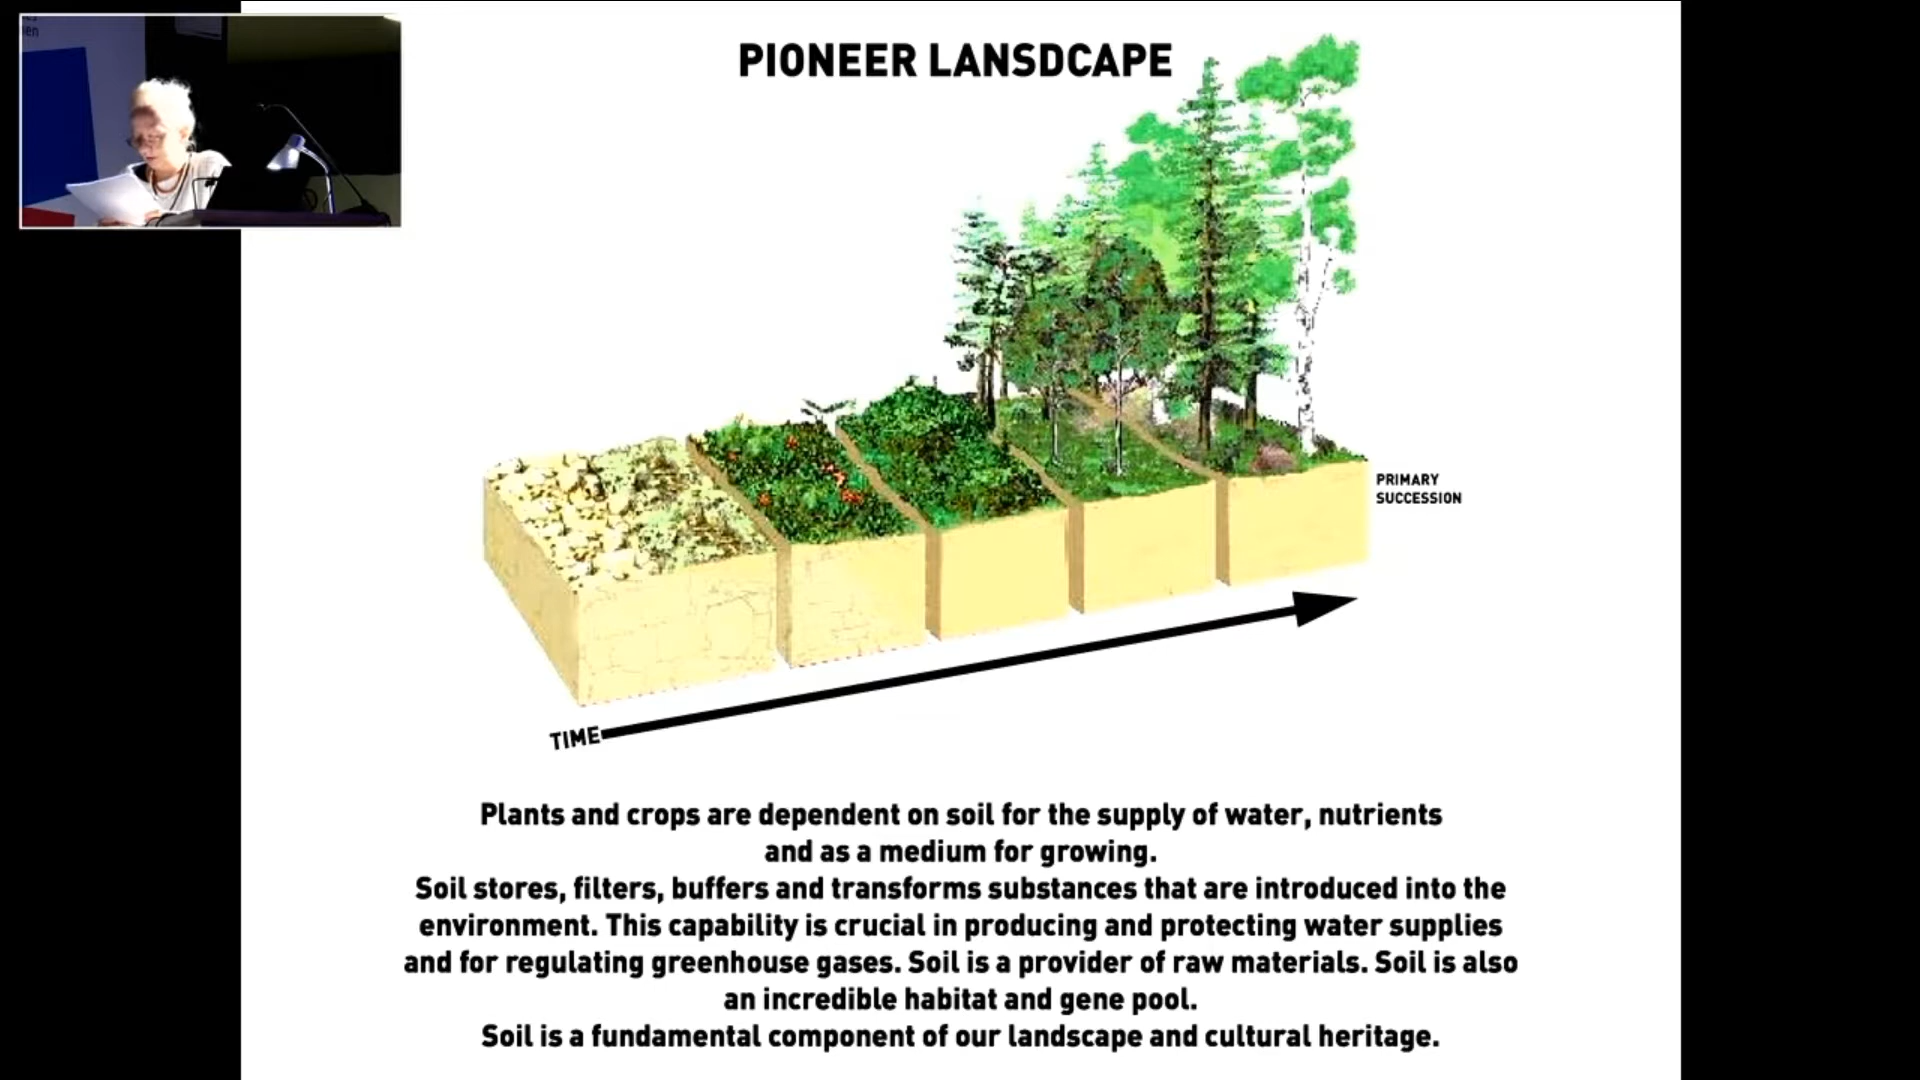 en
PIONEER LANSDCAPE
PRIMARY
SUCCESSION
TIME
Plants and crops are dependent on soil for the supply of water, nutrients
and as a medium for growing.
Soil stores, filters, buffers and transforms substances that are introduced into the
environment. This capability is crucial in producing and protecting water supplies
and for regulating greenhouse gases. Soil is a provider of raw materials. Soil is also
an incredible habitat and gene pool.
Soil is a fundamental component of our landscape and cultural heritage.